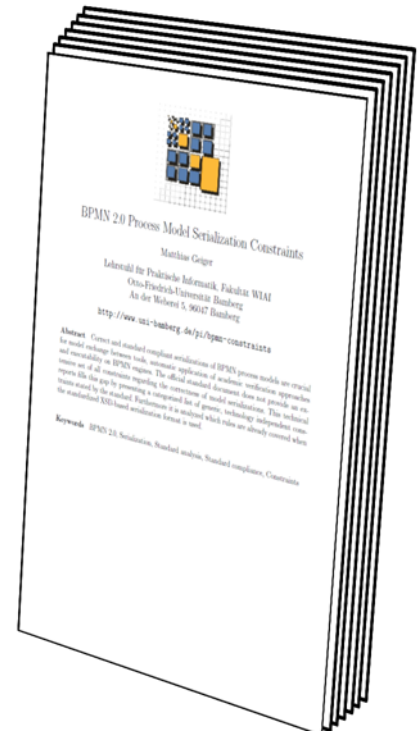 BPMN 2.0 Process Model Serialization Constraints
Matthias Geiger
Lehrstuhl für Praktische Informatik, Fakultät WIAI
Otto-Friedrich-Universität Bamberg
An der Weberei 5, 96047 Bamberg
http://www.uni-bamberg.de/pi/bpmn-constraints
Abstract Correct and standard compliant serializations of BPMN process models are crucial
for model exchange between tools, automatic application of academic verification approaches
and executability on BPMN engines. The official standard document does not provide an ex-
tensive set of all constraints regarding the correctness of model serializations. This technical
reports fills this gap by presenting a categorized list of generic, technology independent cons-
traints stated by the standard. Furthermore it is analyzed which rules are already covered when
the standardized XSD-based serialization format is used.
Keywords BPMN 2.0, Serialization, Standard analysis, Standard compliance, Constraints